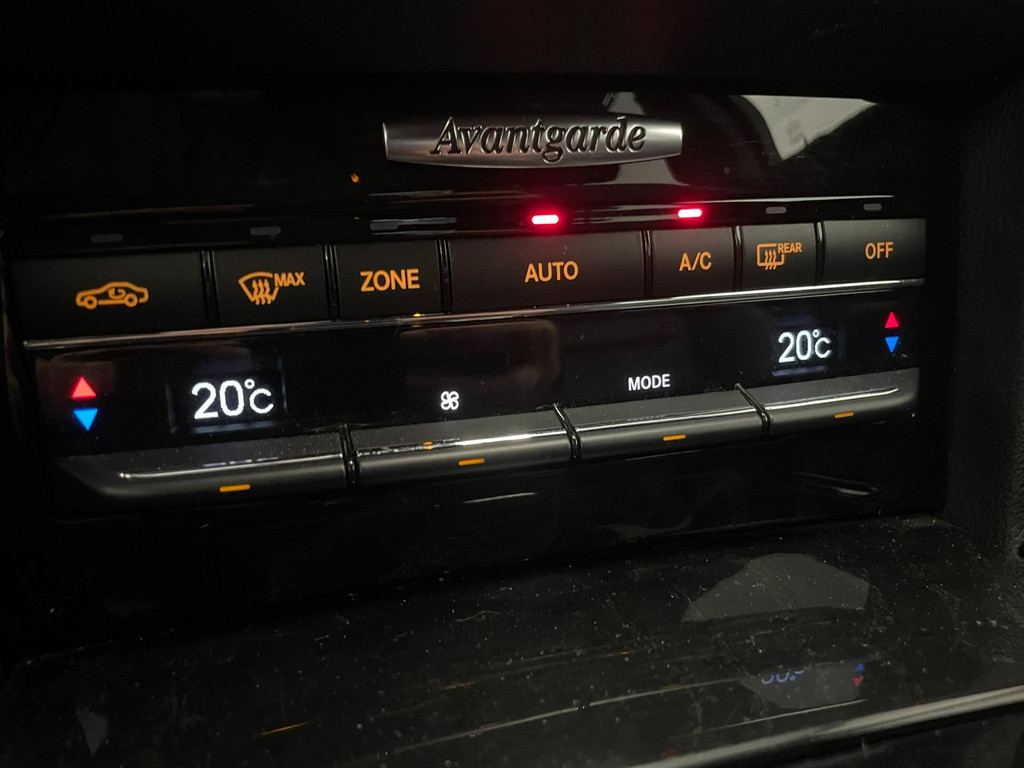 Avantgarde
MAX ZONE AUTO A/C REAR OFF
20°C MODE 20°C